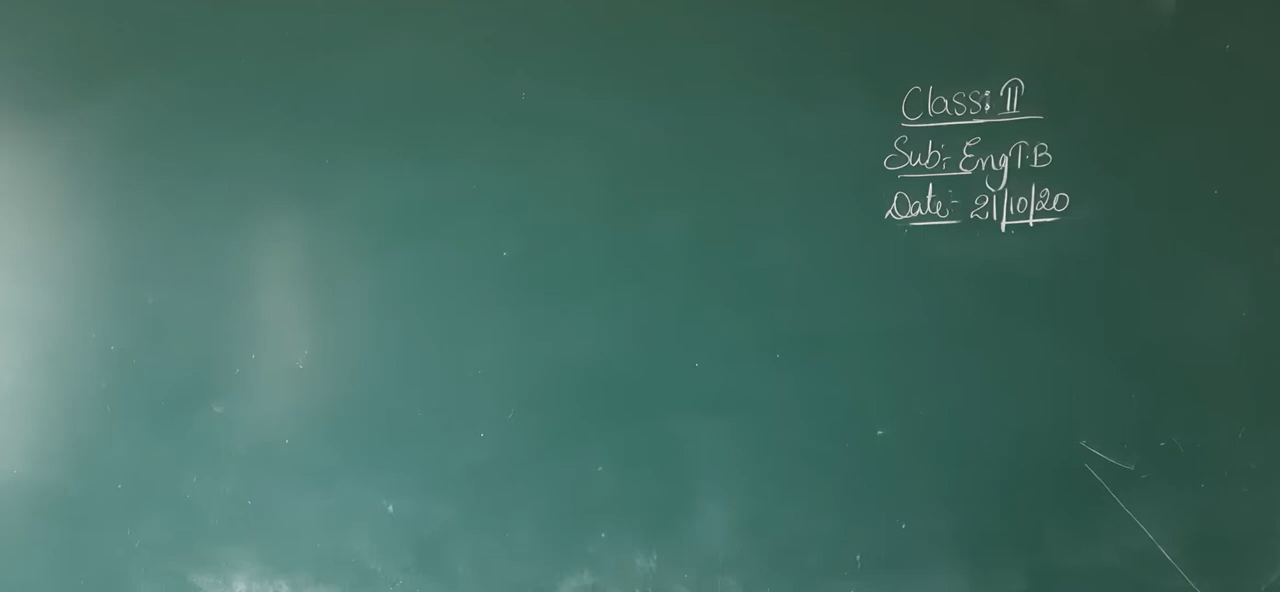 Class: II
Sub:- Eng T.B
Date:- 21/10/20